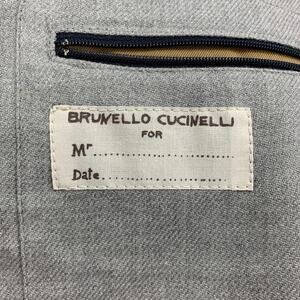 BRUNELLO CUCINELLI
FOR
Mr....................
Date....................